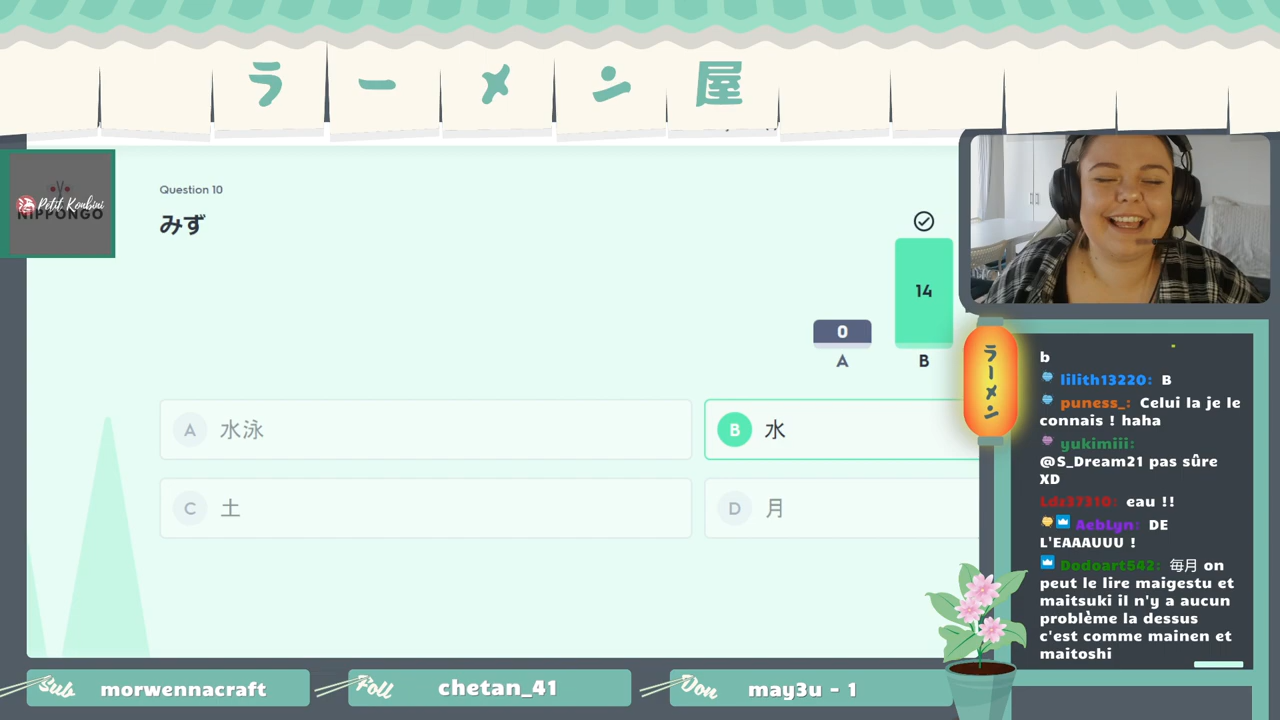 ラーメン屋
Petit Konbini
NIPPONGO
Question 10
みず
14
0
A
B
A 水泳
B 水
C 土
D 月
ラーメン
b
lilith13220: B
puness_: Celui la je le
connais ! haha
yukimiii:
@S_Dream21 pas sûre
XD
Ldr37310: eau !!
AebLyn: DE
L'EAAAUUU !
Dodoart542: 毎月 on
peut le lire maigestu et
maitsuki il n'y a aucun
problème la dessus
c'est comme mainen et
maitoshi
Sub morwennacraft
Foll chetan_41
Don may3u - 1